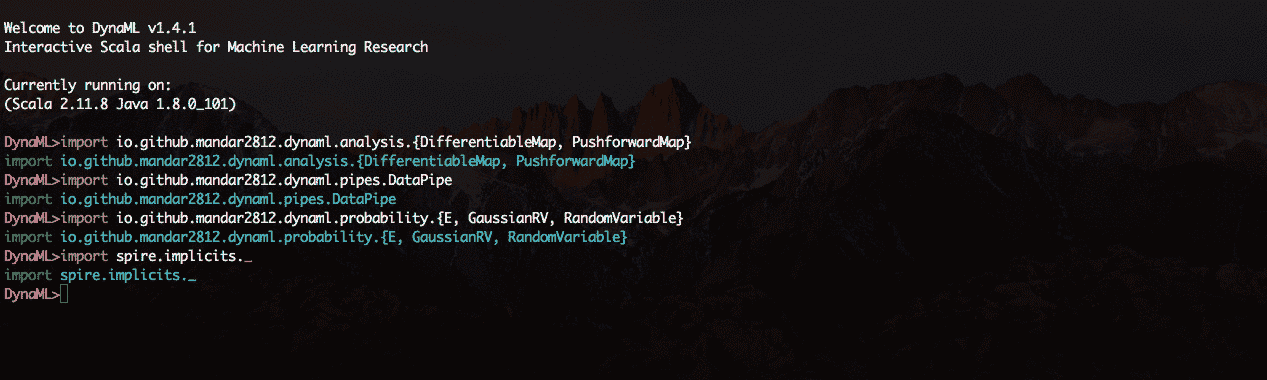 Welcome to DynaML v1.4.1
Interactive Scala shell for Machine Learning Research
Currently running on:
(Scala 2.11.8 Java 1.8.0_101)
DynaML>import io.github.mandar2812.dynaml.analysis.{DifferentiableMap, PushforwardMap}
import io.github.mandar2812.dynaml.analysis.{DifferentiableMap, PushforwardMap}
DynaML>import io.github.mandar2812.dynaml.pipes.DataPipe
import io.github.mandar2812.dynaml.pipes.DataPipe
DynaML>import io.github.mandar2812.dynaml.probability.{E, GaussianRV, RandomVariable}
import io.github.mandar2812.dynaml.probability.{E, GaussianRV, RandomVariable}
DynaML>import spire.implicits._
import spire.implicits._
DynaML>